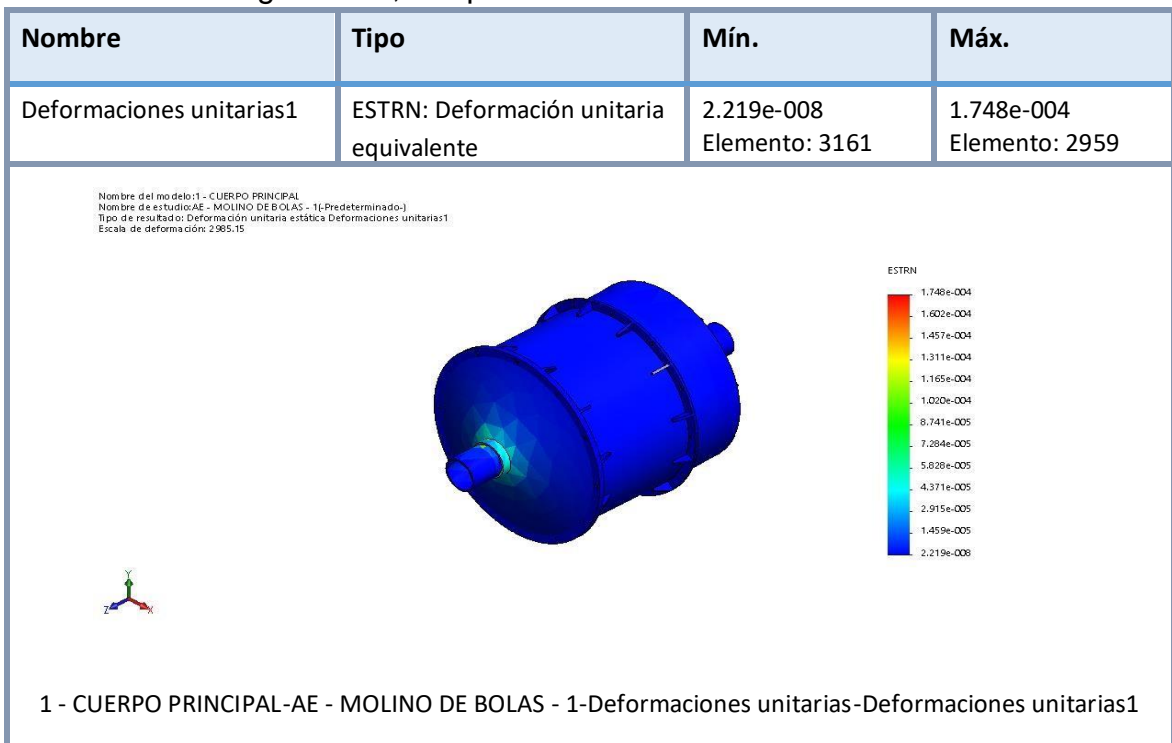 Nombre Tipo Mín. Máx.
Deformaciones unitarias1 ESTRN: Deformación unitaria equivalente 2.219e-008 Elemento: 3161 1.748e-004 Elemento: 2959
Nombre del modelo:1 - CUERPO PRINCIPAL
Nombre de estudio:AE - MOLINO DE BOLAS - 1(-Predeterminado-)
Tipo de resultado: Deformación unitaria estática Deformaciones unitarias1
Escala de deformación: 2985.15
ESTRN
1.748e-004
1.602e-004
1.457e-004
1.311e-004
1.165e-004
1.020e-004
8.741e-005
7.284e-005
5.828e-005
4.371e-005
2.915e-005
1.459e-005
2.219e-008
Y
Z X
1 - CUERPO PRINCIPAL-AE - MOLINO DE BOLAS - 1-Deformaciones unitarias-Deformaciones unitarias1